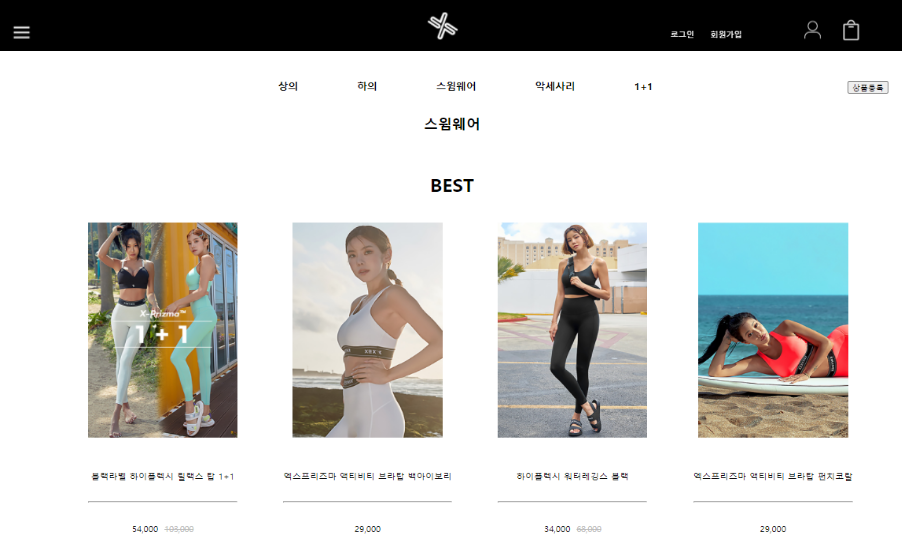 로그인 회원가입
상의 하의 스윔웨어 악세사리 1+1
상품등록
스윔웨어
BEST
X-Prizma™
1+1
블랙라벨 하이플렉시 릴랙스 탑 1+1
엑스프리즈마 액티비티 브라탑 백아이보리
하이플렉시 워터레깅스 블랙
엑스프리즈마 액티비티 브라탑 펀치코랄
54,000 108,000
29,000
34,000 68,000
29,000